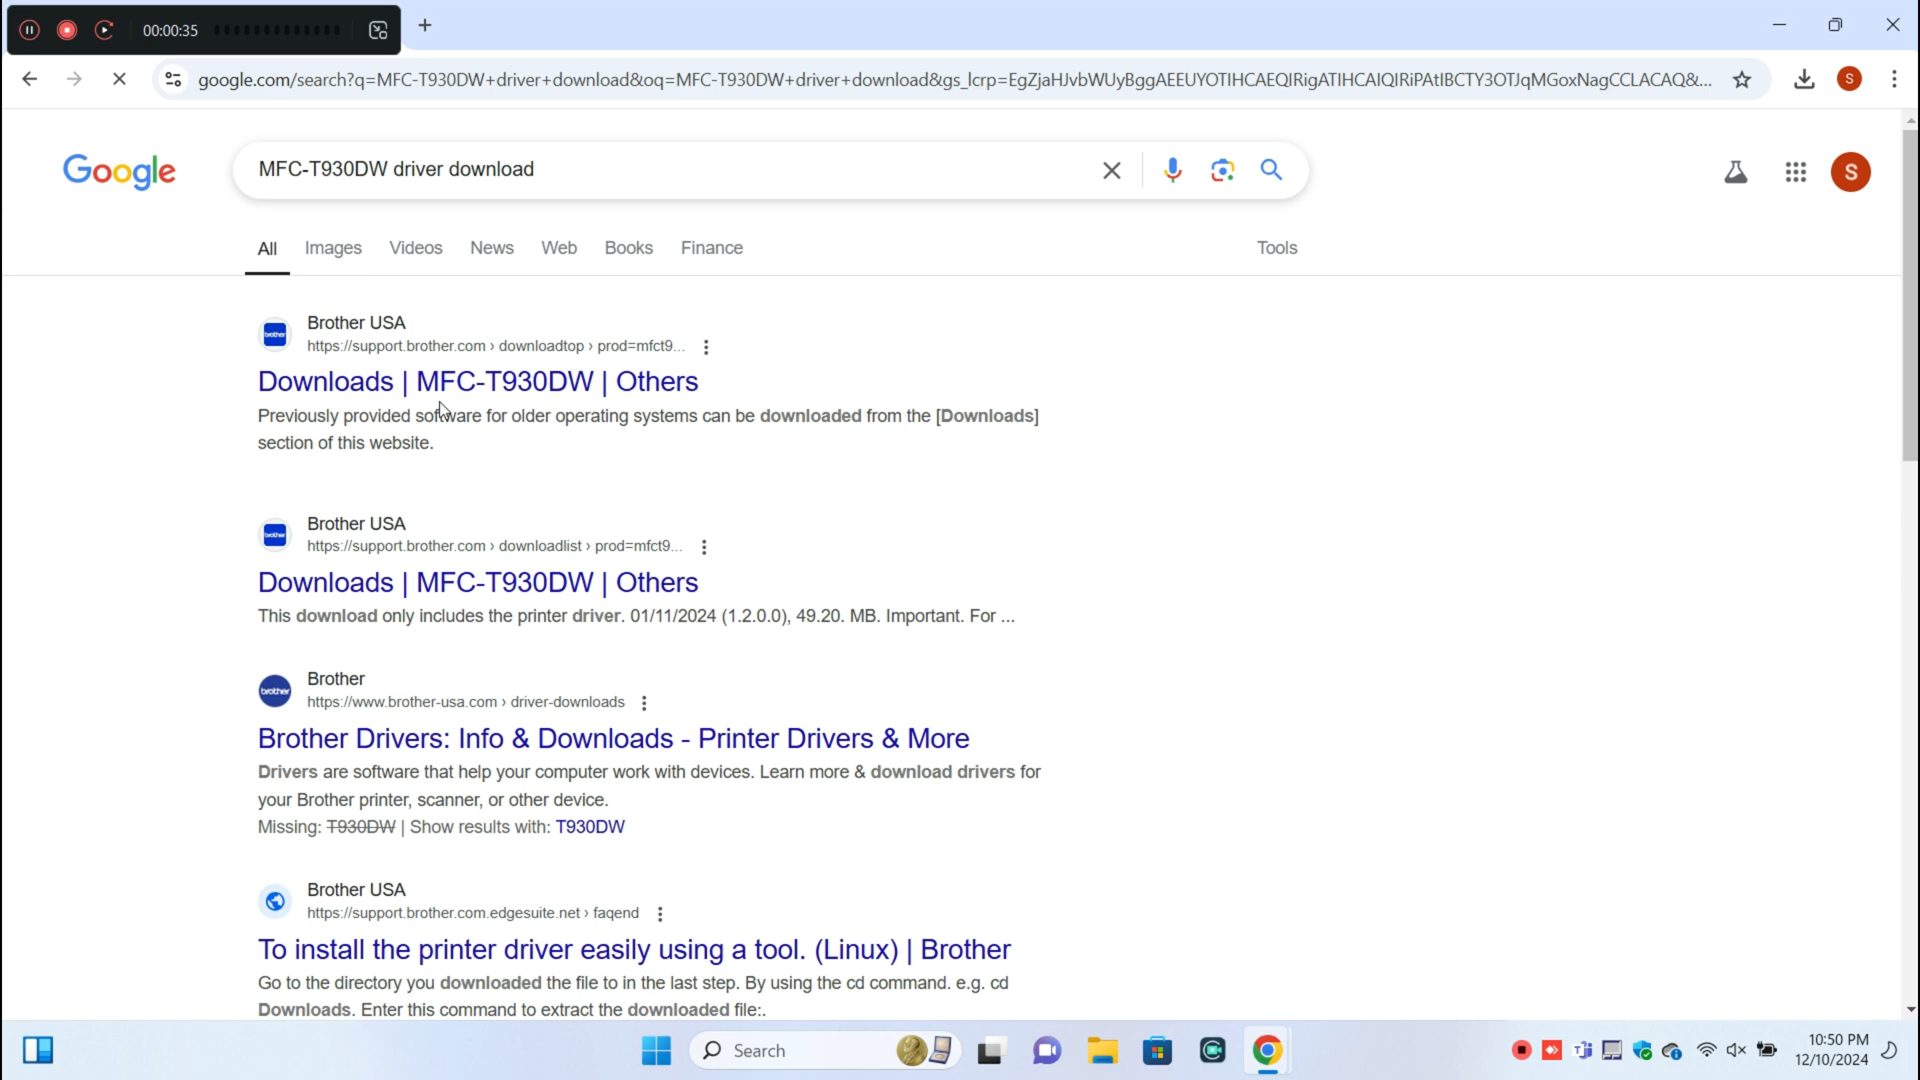 00:00:35
google.com/search?q=MFC-T930DW+driver+download&oq=MFC-T930DW+driver+download&gs_lcrp=EgZjaHJvbWUyBggAEEUYOTIHCAEQIRigATIHCAIQIRiPAtIBCTY3OTJqMGoxNagCCLACAQ&...
S
Google
MFC-T930DW driver download
S
All Images Videos News Web Books Finance Tools
brother
Brother USA
https://support.brother.com › downloadtop › prod=mfct9...
Downloads | MFC-T930DW | Others
Previously provided software for older operating systems can be downloaded from the [Downloads]
section of this website.
brother
Brother USA
https://support.brother.com › downloadlist › prod=mfct9...
Downloads | MFC-T930DW | Others
This download only includes the printer driver. 01/11/2024 (1.2.0.0), 49.20. MB. Important. For ...
brother
Brother
https://www.brother-usa.com › driver-downloads
Brother Drivers: Info & Downloads - Printer Drivers & More
Drivers are software that help your computer work with devices. Learn more & download drivers for
your Brother printer, scanner, or other device.
Missing: T930DW | Show results with: T930DW
Brother USA
https://support.brother.com.edgesuite.net › faqend
To install the printer driver easily using a tool. (Linux) | Brother
Go to the directory you downloaded the file to in the last step. By using the cd command. e.g. cd
Downloads. Enter this command to extract the downloaded file:.
Search
10:50 PM
12/10/2024